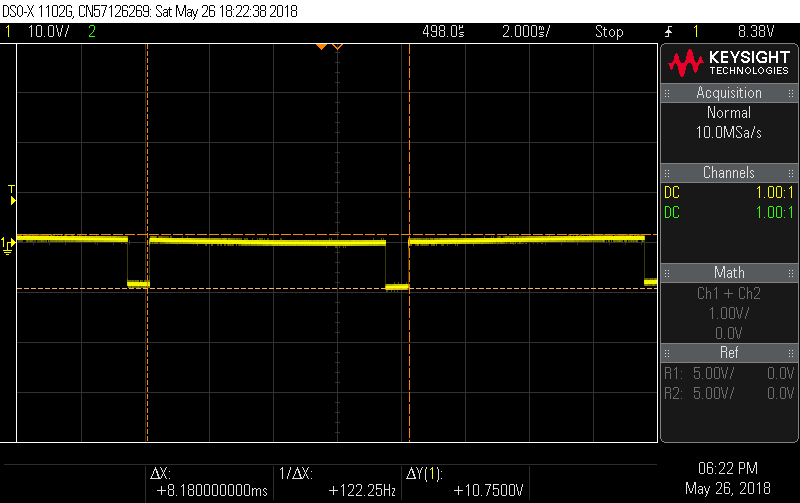 DSO-X 1102G, CN57126269: Sat May 26 18:22:38 2018
1 10.0V/ 2 498.0s 2.000s/ Stop 1 8.38V
KEYSIGHT
TECHNOLOGIES
Acquisition
Normal
10.0MSa/s
Channels
DC 1.00:1
DC 1.00:1
T
1
Math
Ch1 + Ch2
1.00V/
0.0V
Ref
R1: 5.00V/ 0.0V
R2: 5.00V/ 0.0V
ΔX: 1/ΔX: ΔY(1):
+8.180000000ms +122.25Hz +10.7500V
06:22 PM
May 26, 2018